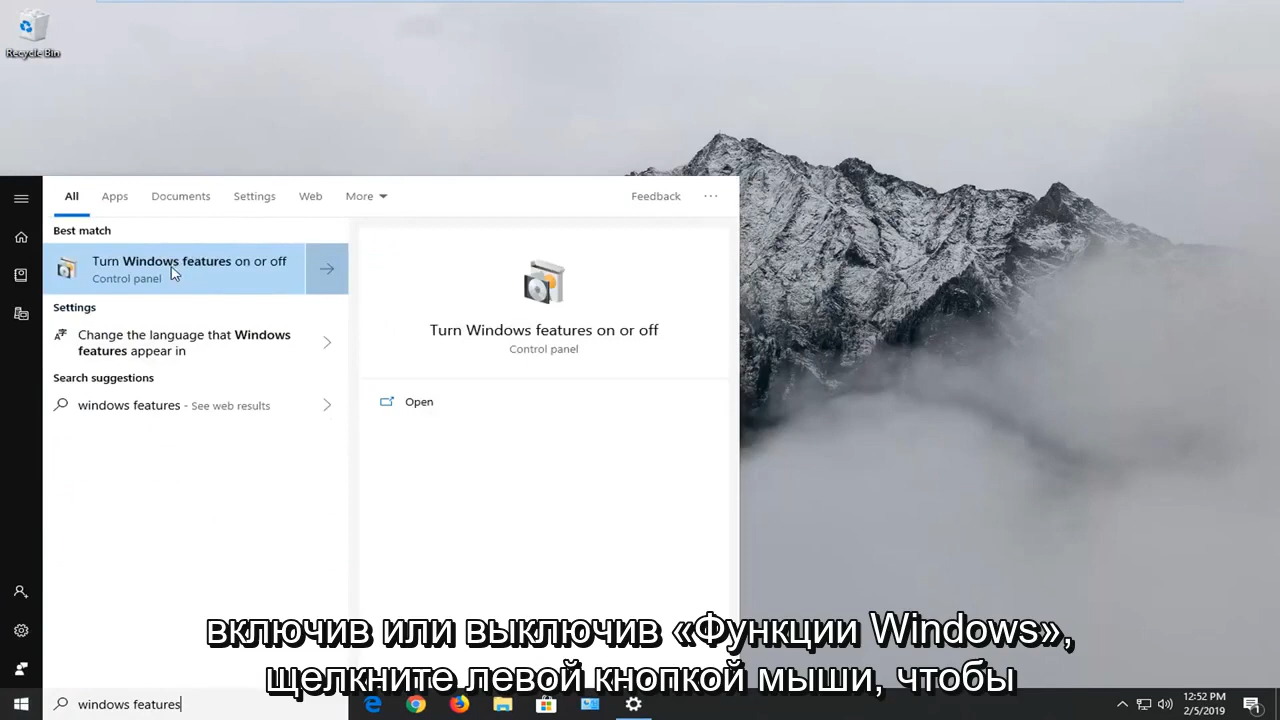 Recycle Bin
All
Apps
Documents
Settings
Web
More
Feedback
...
Best match
Turn Windows features on or off
Control panel
Settings
Change the language that Windows
features appear in
Search suggestions
windows features - See web results
Turn Windows features on or off
Control panel
Open
включив или выключив «Функции Windows»,
щелкните левой кнопкой мыши, чтобы
windows features
12:52 PM
2/5/2019
1